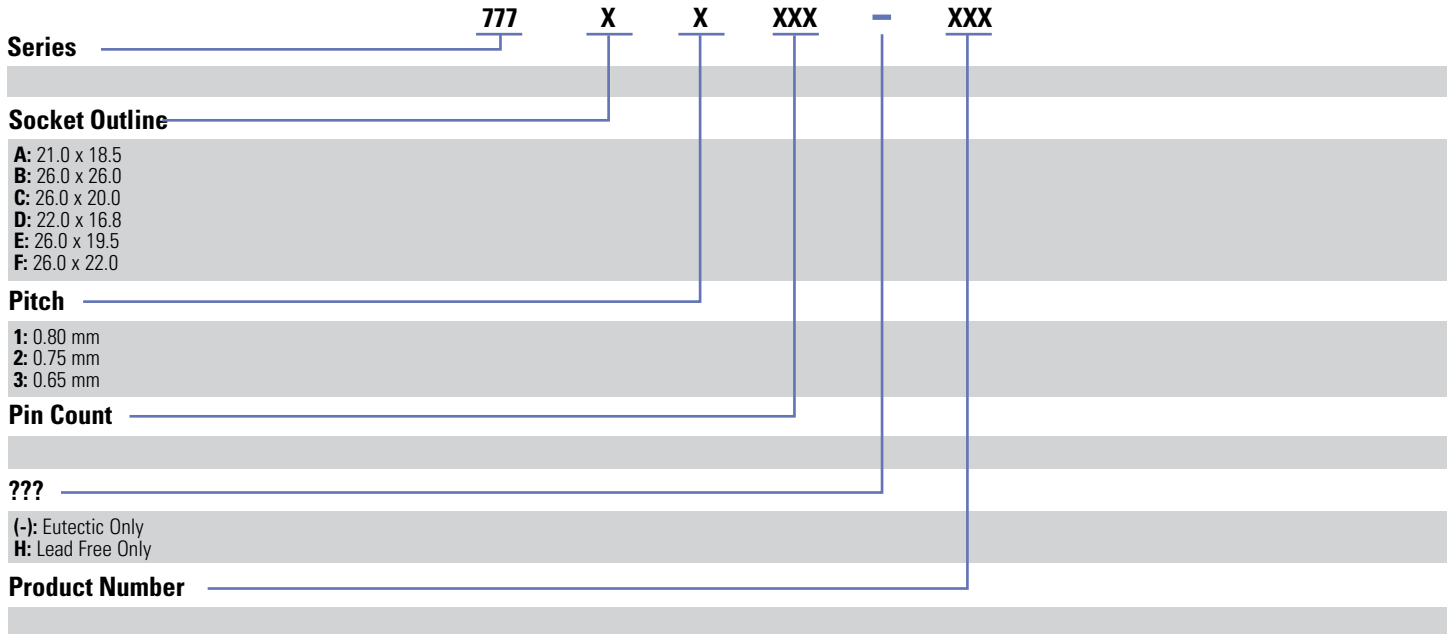 777 X X XXX – XXX
Series
Socket Outline
A: 21.0 x 18.5
B: 26.0 x 26.0
C: 26.0 x 20.0
D: 22.0 x 16.8
E: 26.0 x 19.5
F: 26.0 x 22.0
Pitch
1: 0.80 mm
2: 0.75 mm
3: 0.65 mm
Pin Count
???
(-): Eutectic Only
H: Lead Free Only
Product Number